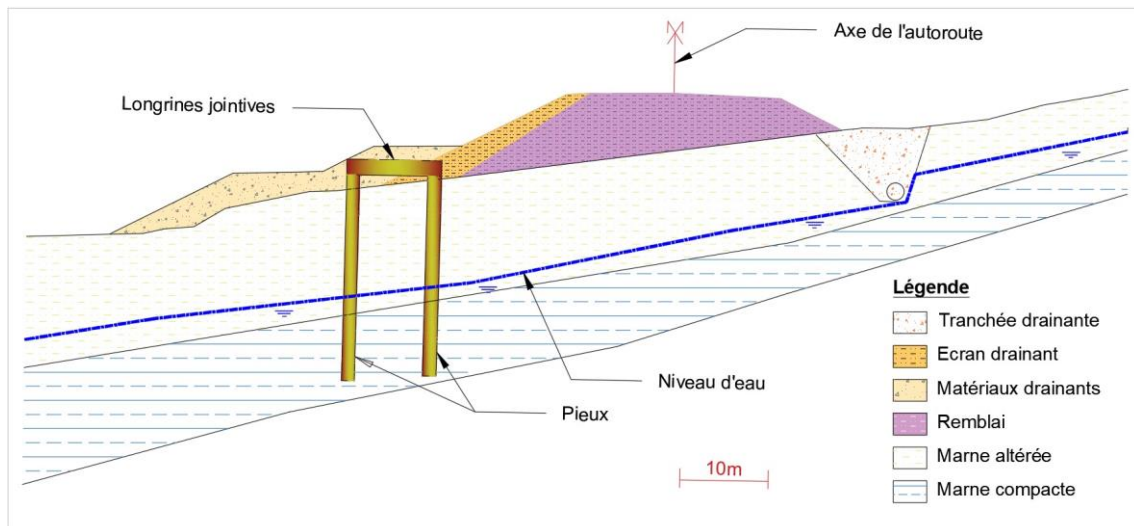 Axe de l'autoroute
Longrines jointives
Niveau d'eau
Pieux
10m
Légende
Tranchée drainante
Ecran drainant
Matériaux drainants
Remblai
Marne altérée
Marne compacte